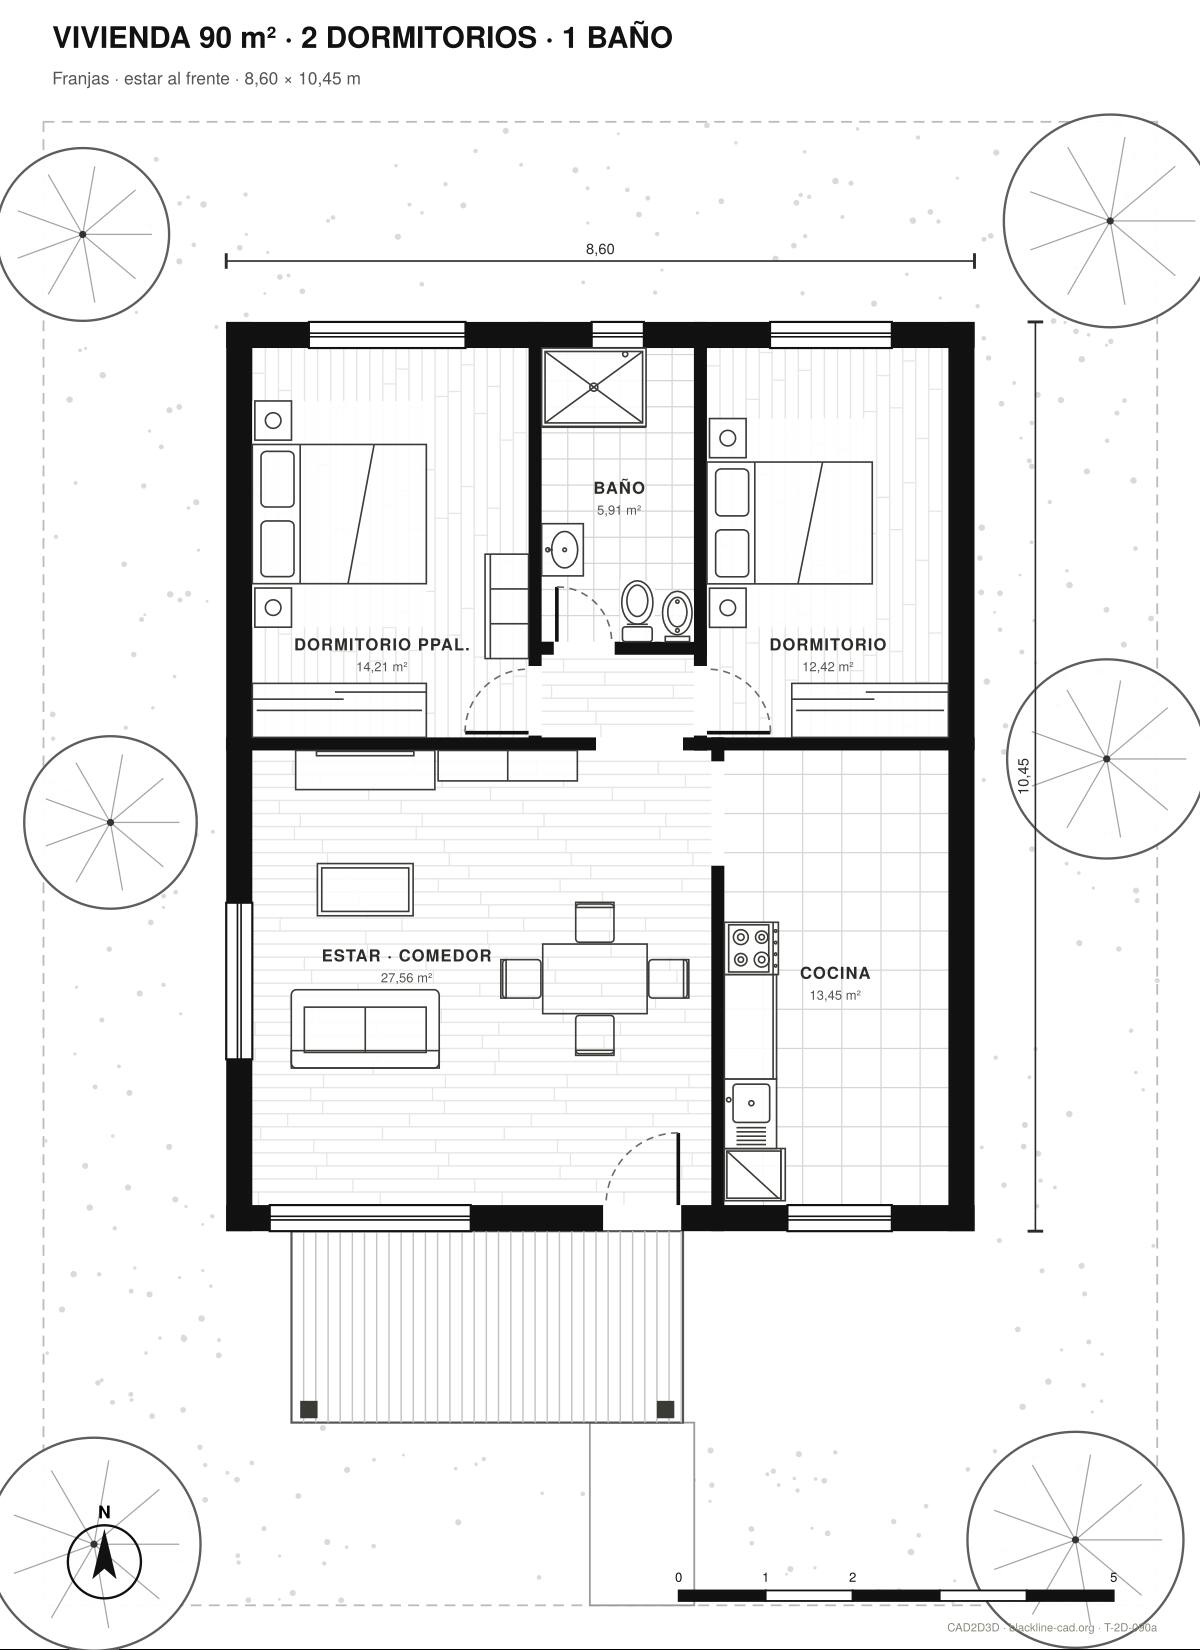 VIVIENDA 90 m² · 2 DORMITORIOS · 1 BAÑO
Franjas · estar al frente · 8,60 × 10,45 m
8,60
BAÑO
5,91 m²
DORMITORIO PPAL.
14,21 m²
DORMITORIO
12,42 m²
10,45
ESTAR · COMEDOR
27,56 m²
COCINA
13,45 m²
N
0 1 2 5
CAD2D3D · blackline-cad.org · T-2D-090a